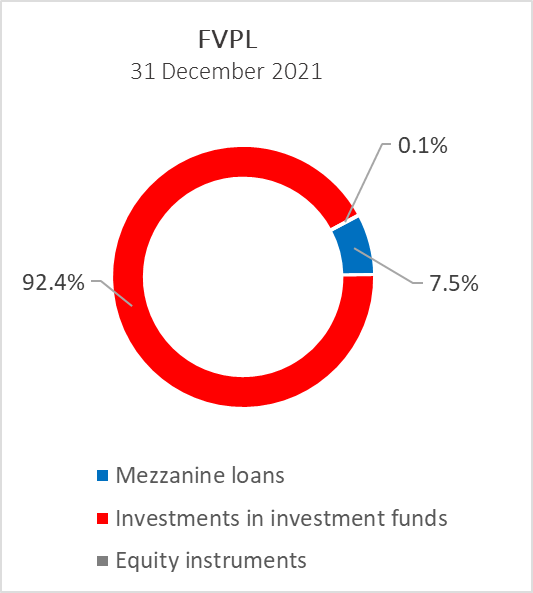 FVPL
31 December 2021
0.1%
92.4%
7.5%
Mezzanine loans
Investments in investment funds
Equity instruments